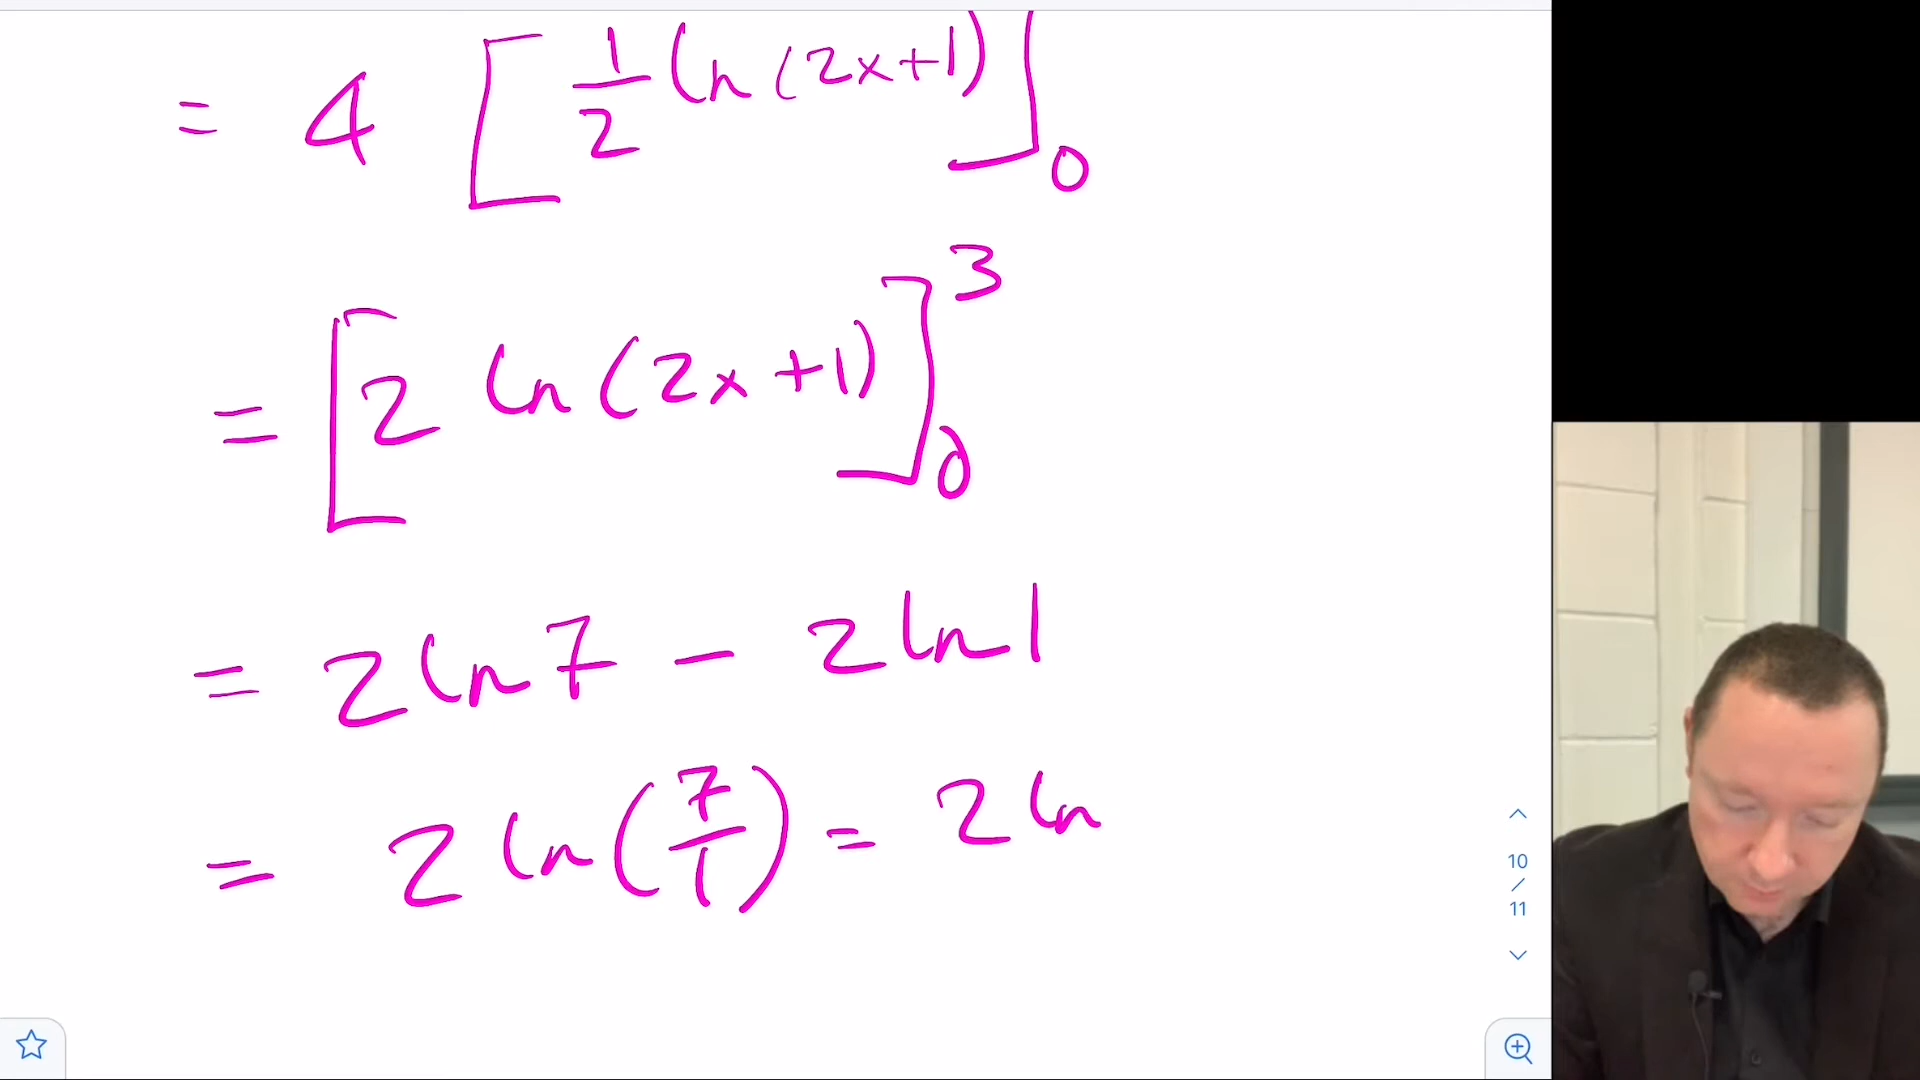 = 4 [ 1/2 ln (2x+1) ]0
= [ 2 ln (2x+1) ]3 0
= 2 ln 7 − 2 ln 1
= 2 ln (7/1) = 2 ln
10
/
11